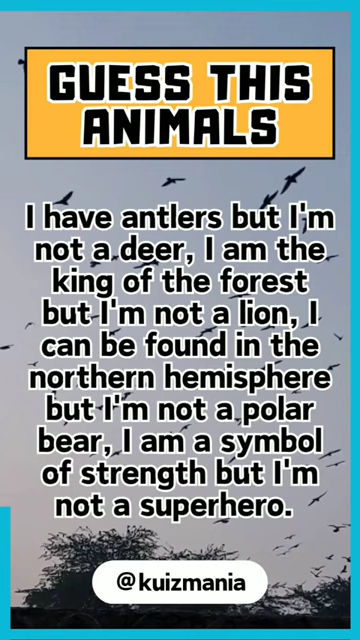 GUESS THIS
ANIMALS
I have antlers but I'm
not a deer, I am the
king of the forest
but I'm not a lion, I
can be found in the
northern hemisphere
but I'm not a polar
bear, I am a symbol
of strength but I'm
not a superhero.
@kuizmania